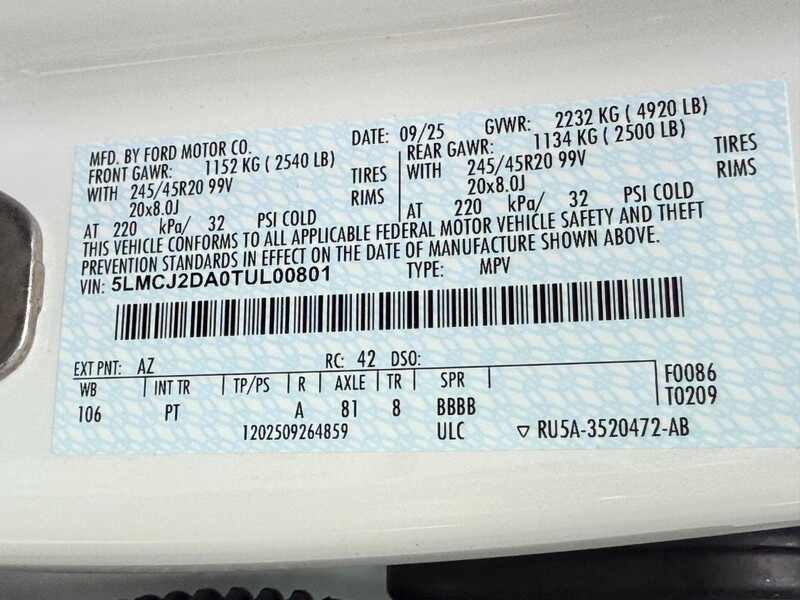 MFD. BY FORD MOTOR CO. DATE: 09/25 GVWR: 2232 KG ( 4920 LB)
FRONT GAWR: 1152 KG ( 2540 LB) REAR GAWR: 1134 KG ( 2500 LB)
WITH 245/45R20 99V TIRES WITH 245/45R20 99V TIRES
20x8.0J RIMS 20x8.0J RIMS
AT 220 kPa/ 32 PSI COLD AT 220 kPa/ 32 PSI COLD
THIS VEHICLE CONFORMS TO ALL APPLICABLE FEDERAL MOTOR VEHICLE SAFETY AND THEFT
PREVENTION STANDARDS IN EFFECT ON THE DATE OF MANUFACTURE SHOWN ABOVE.
VIN: 5LMCJ2DA0TUL00801 TYPE: MPV
EXT PNT: AZ RC: 42 DSO:
WB INT TR TP/PS R AXLE TR SPR F0086
106 PT A 81 8 BBBB T0209
1202509264859 ULC ▽ RU5A-3520472-AB